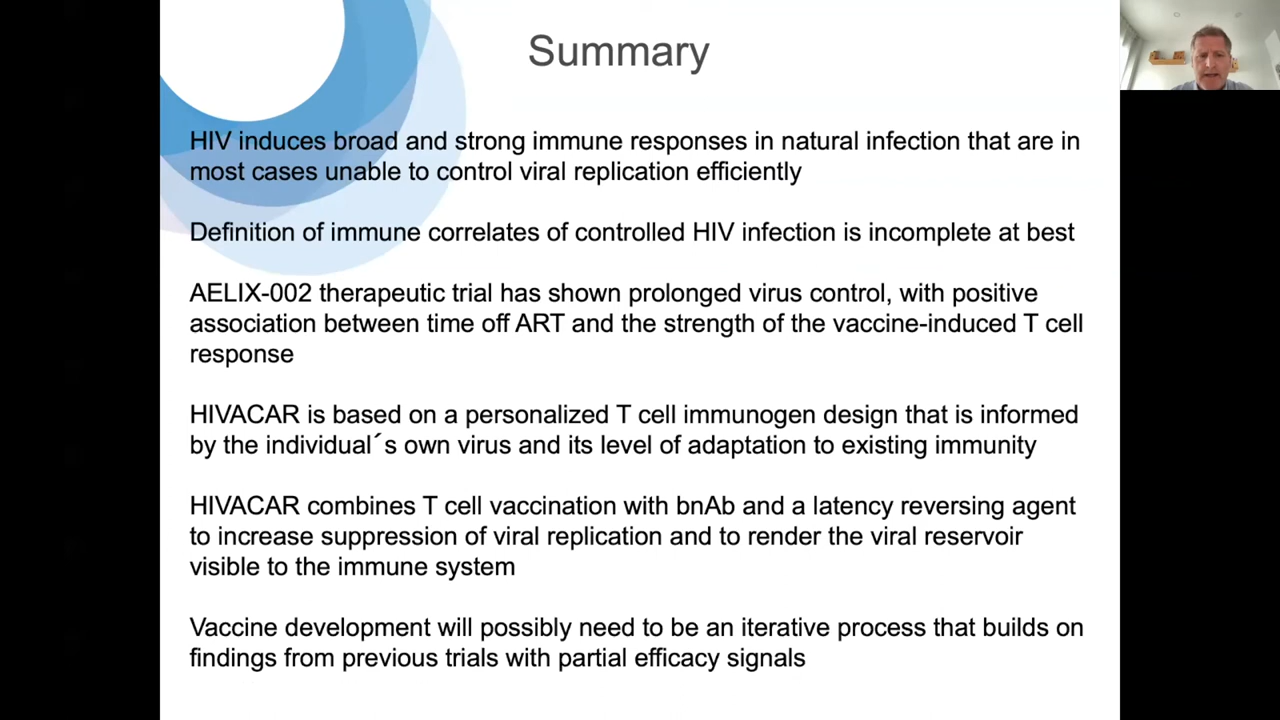 Summary
HIV induces broad and strong immune responses in natural infection that are in
most cases unable to control viral replication efficiently
Definition of immune correlates of controlled HIV infection is incomplete at best
AELIX-002 therapeutic trial has shown prolonged virus control, with positive
association between time off ART and the strength of the vaccine-induced T cell
response
HIVACAR is based on a personalized T cell immunogen design that is informed
by the individual´s own virus and its level of adaptation to existing immunity
HIVACAR combines T cell vaccination with bnAb and a latency reversing agent
to increase suppression of viral replication and to render the viral reservoir
visible to the immune system
Vaccine development will possibly need to be an iterative process that builds on
findings from previous trials with partial efficacy signals